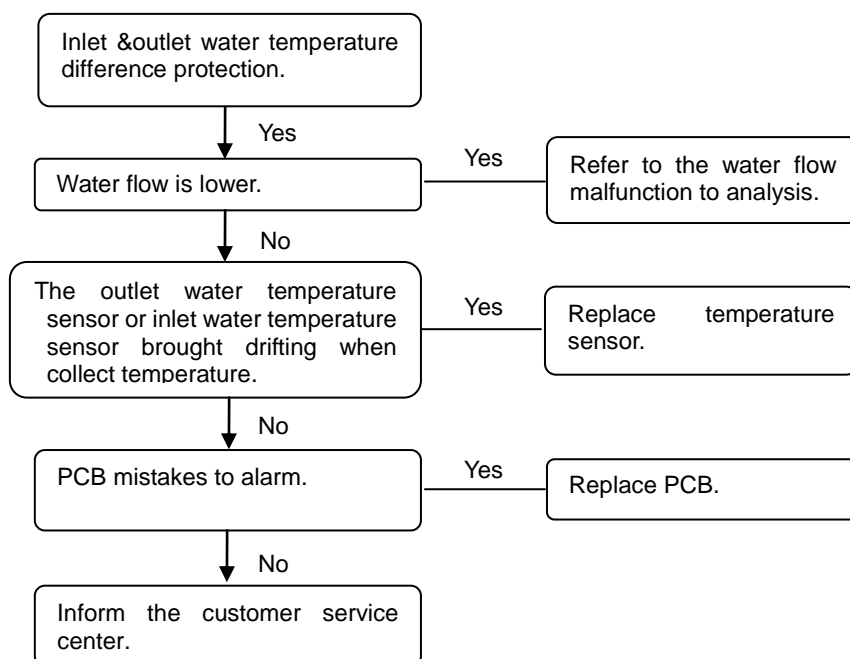 Inlet &outlet water temperature
difference protection.
Yes
Water flow is lower.
Yes
Refer to the water flow
malfunction to analysis.
No
The outlet water temperature
sensor or inlet water temperature
sensor brought drifting when
collect temperature.
Yes
Replace temperature
sensor.
No
PCB mistakes to alarm.
Yes
Replace PCB.
No
Inform the customer service
center.